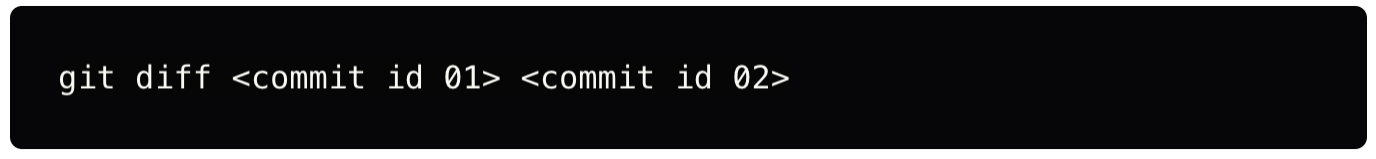 git diff <commit id 01> <commit id 02>